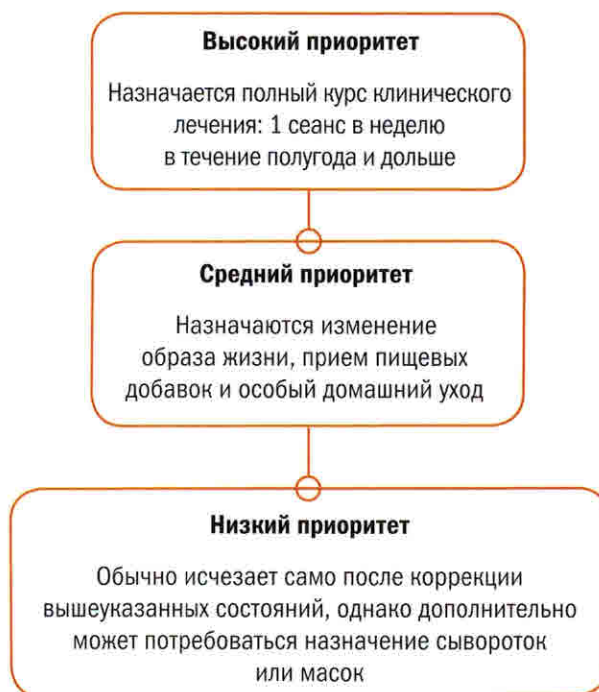 Высокий приоритет
Назначается полный курс клинического
лечения: 1 сеанс в неделю
в течение полугода и дольше
Средний приоритет
Назначаются изменение
образа жизни, прием пищевых
добавок и особый домашний уход
Низкий приоритет
Обычно исчезает само после коррекции
вышеуказанных состояний, однако дополнительно
может потребоваться назначение сывороток
или масок